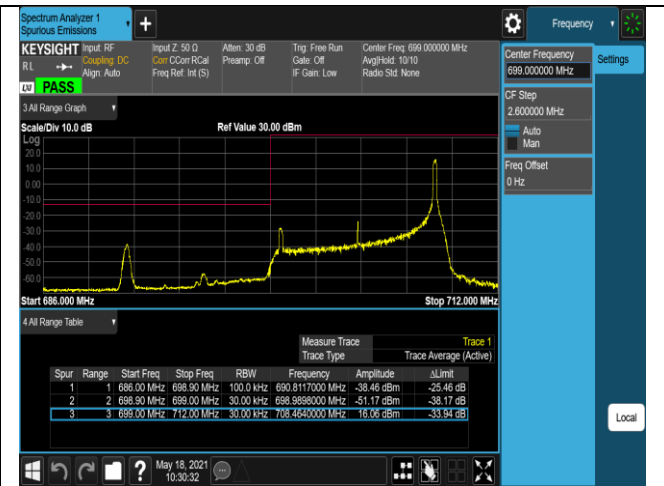 Spectrum Analyzer 1
Spurious Emissions
+
Frequency
KEYSIGHT Input: RF Input Z: 50 Ω Atten: 30 dB Trig: Free Run Center Freq: 699.000000 MHz
RL Coupling: DC Corr CCorr RCal Preamp: Off Gate: Off Avg|Hold: 10/10
Align: Auto Freq Ref: Int (S) IF Gain: Low Radio Std: None
LXI PASS
Center Frequency
699.000000 MHz
Settings
CF Step
2.600000 MHz
Auto
Man
Freq Offset
0 Hz
3 All Range Graph
Scale/Div 10.0 dB Ref Value 30.00 dBm
Log
20.0
10.0
0.00
-10.0
-20.0
-30.0
-40.0
-50.0
-60.0
Start 686.000 MHz Stop 712.000 MHz
4 All Range Table
Measure Trace Trace 1
Trace Type Trace Average (Active)
Spur Range Start Freq Stop Freq RBW Frequency Amplitude ΔLimit
1 1 686.00 MHz 698.90 MHz 100.0 kHz 690.8117000 MHz -38.46 dBm -25.46 dB
2 2 698.90 MHz 699.00 MHz 30.00 kHz 698.9898000 MHz -51.17 dBm -38.17 dB
3 3 699.00 MHz 712.00 MHz 30.00 kHz 708.4640000 MHz 16.06 dBm -33.94 dB
Local
? May 18, 2021
10:30:32